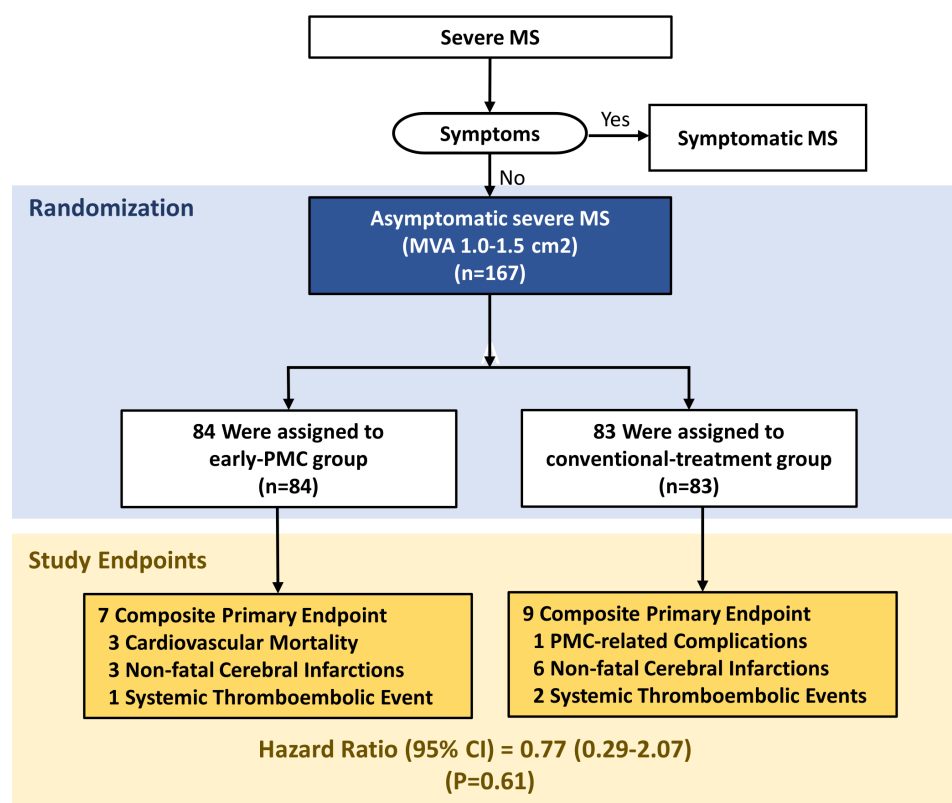 Severe MS
Symptoms
Yes
Symptomatic MS
No
Randomization
Asymptomatic severe MS
(MVA 1.0-1.5 cm2)
(n=167)
84 Were assigned to
early-PMC group
(n=84)
83 Were assigned to
conventional-treatment group
(n=83)
Study Endpoints
7 Composite Primary Endpoint
3 Cardiovascular Mortality
3 Non-fatal Cerebral Infarctions
1 Systemic Thromboembolic Event
9 Composite Primary Endpoint
1 PMC-related Complications
6 Non-fatal Cerebral Infarctions
2 Systemic Thromboembolic Events
Hazard Ratio (95% CI) = 0.77 (0.29-2.07)
(P=0.61)